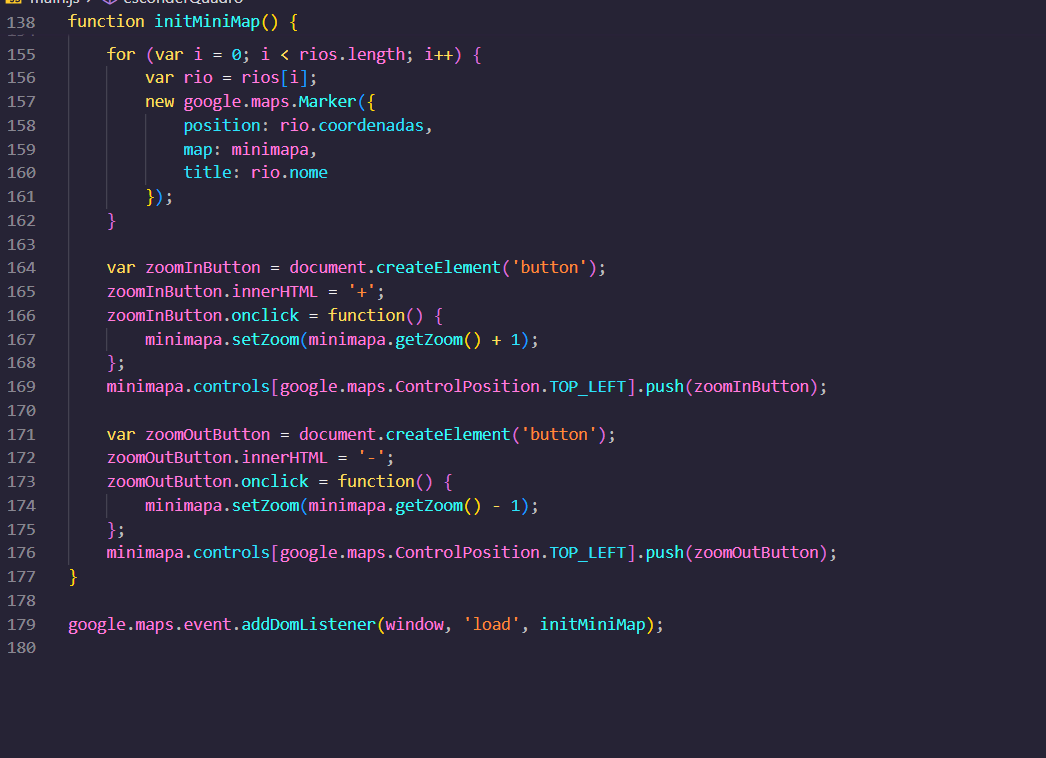 main.js > esconderQuadro
138 function initMiniMap() {
155     for (var i = 0; i < rios.length; i++) {
156         var rio = rios[i];
157         new google.maps.Marker({
158             position: rio.coordenadas,
159             map: minimapa,
160             title: rio.nome
161         });
162     }
163
164     var zoomInButton = document.createElement('button');
165     zoomInButton.innerHTML = '+';
166     zoomInButton.onclick = function() {
167         minimapa.setZoom(minimapa.getZoom() + 1);
168     };
169     minimapa.controls[google.maps.ControlPosition.TOP_LEFT].push(zoomInButton);
170
171     var zoomOutButton = document.createElement('button');
172     zoomOutButton.innerHTML = '-';
173     zoomOutButton.onclick = function() {
174         minimapa.setZoom(minimapa.getZoom() - 1);
175     };
176     minimapa.controls[google.maps.ControlPosition.TOP_LEFT].push(zoomOutButton);
177 }
178
179 google.maps.event.addDomListener(window, 'load', initMiniMap);
180